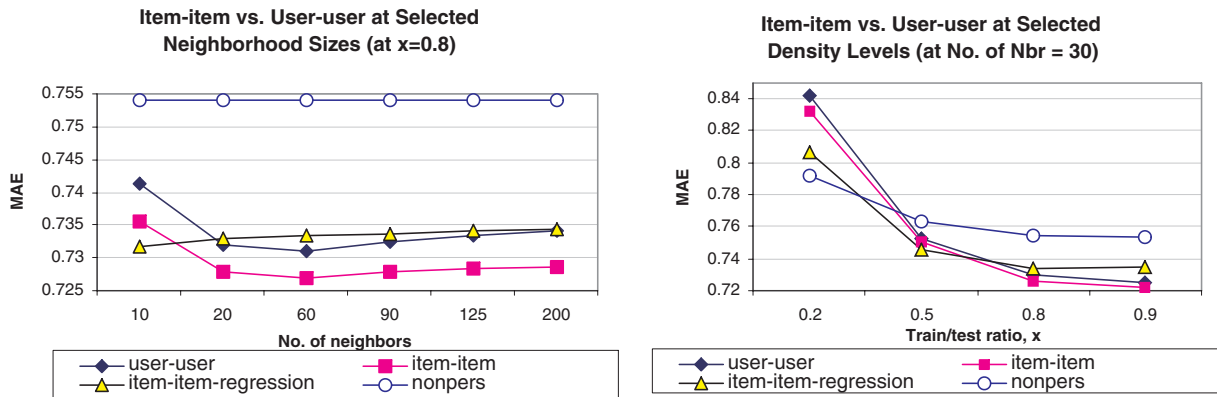 Item-item vs. User-user at Selected
Neighborhood Sizes (at x=0.8)
0.755
0.75
0.745
0.74
0.735
0.73
0.725
MAE
10 20 60 90 125 200
No. of neighbors
user-user item-item
item-item-regression nonpers
Item-item vs. User-user at Selected
Density Levels (at No. of Nbr = 30)
0.84
0.82
0.8
0.78
0.76
0.74
0.72
MAE
0.2 0.5 0.8 0.9
Train/test ratio, x
user-user item-item
item-item-regression nonpers